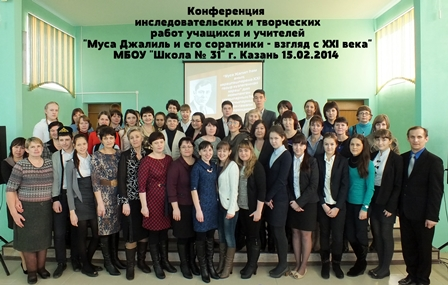 Конференция
инследовательских и творческих
работ учащихся и учителей
"Муса Джалиль и его соратники - взгляд с XXI века"
МБОУ "Школа № 31" г. Казань 15.02.2014